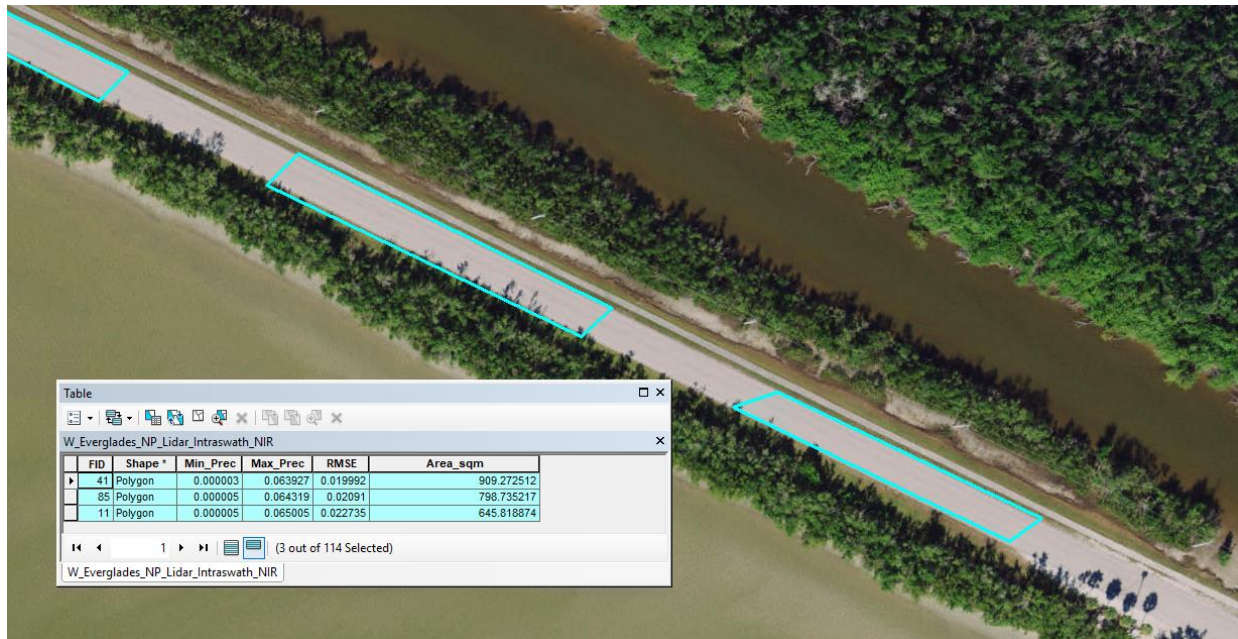 Table
W_Everglades_NP_Lidar_Intraswath_NIR
FID Shape * Min_Prec Max_Prec RMSE Area_sqm
41 Polygon 0.000003 0.063927 0.019992 909.272512
85 Polygon 0.000005 0.064319 0.02091 798.735217
11 Polygon 0.000005 0.065005 0.022735 645.818874
1 (3 out of 114 Selected)
W_Everglades_NP_Lidar_Intraswath_NIR